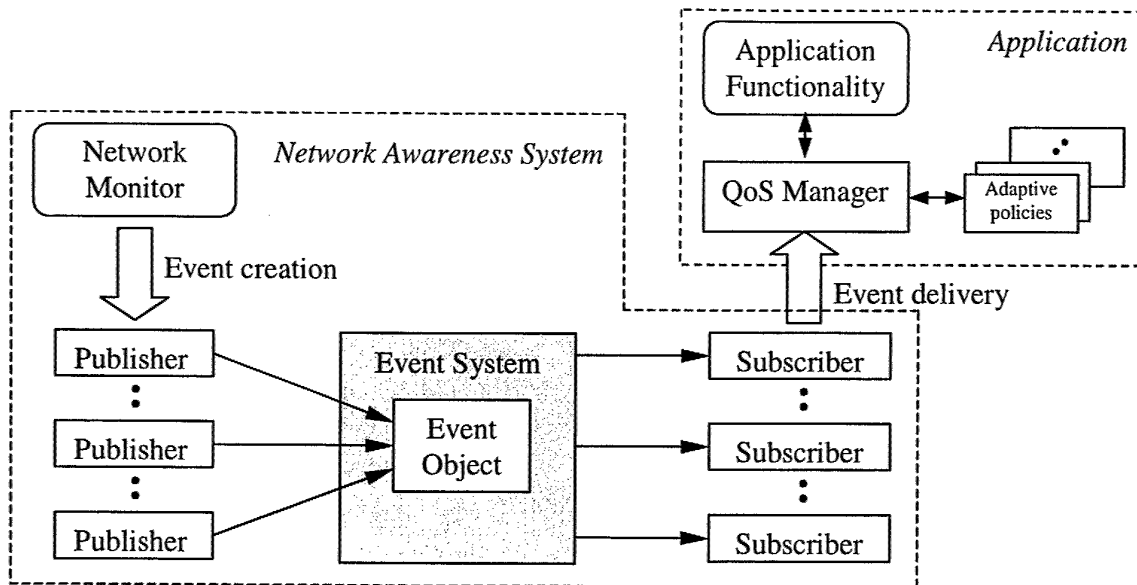 Application
Functionality
Application
Network
Monitor
Network Awareness System
QoS Manager
Adaptive
policies
Event creation
Event delivery
Publisher
Event System
Subscriber
Publisher
Event
Object
Subscriber
Publisher
Subscriber